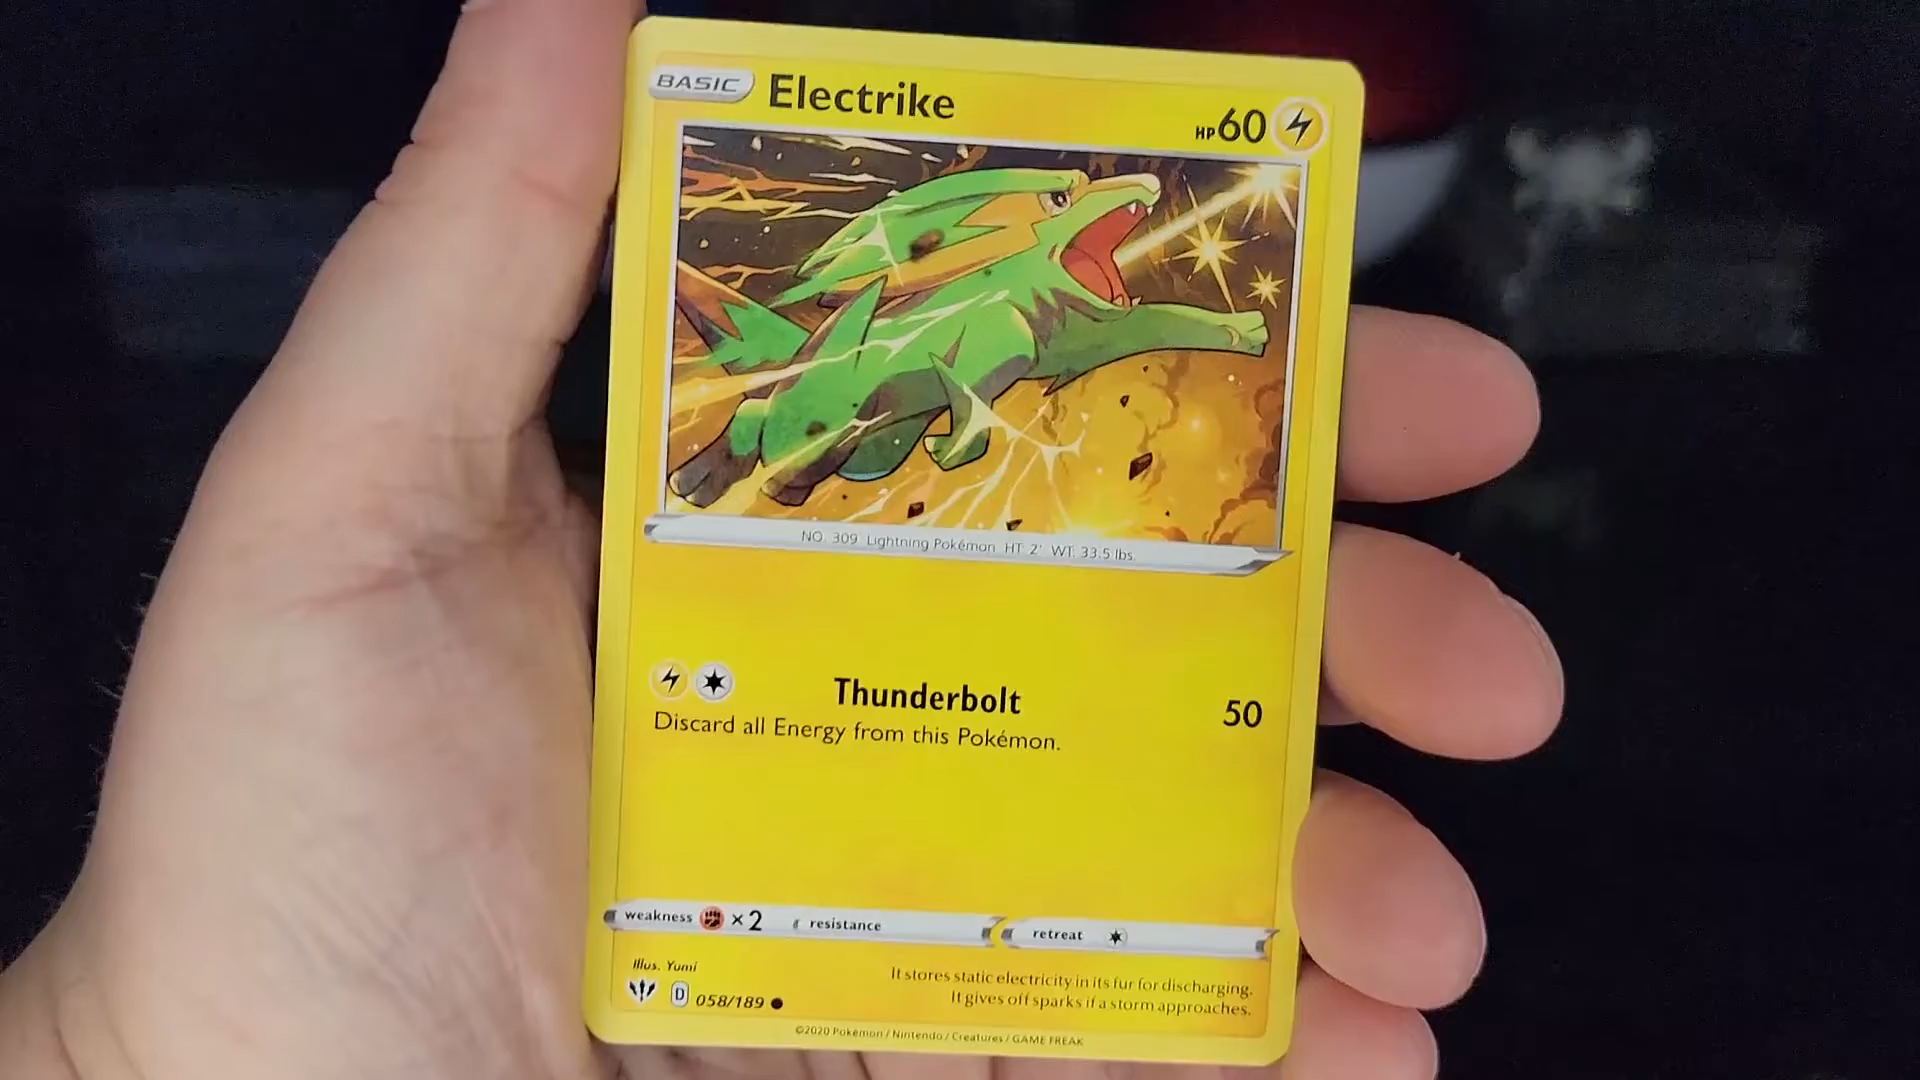 BASIC Electrike HP 60
NO. 309 Lightning Pokémon HT: 2' WT: 33.5 lbs.
Thunderbolt 50
Discard all Energy from this Pokémon.
weakness ×2 resistance retreat
Illus. Yumi
D 058/189
It stores static electricity in its fur for discharging.
It gives off sparks if a storm approaches.
©2020 Pokémon / Nintendo / Creatures / GAME FREAK